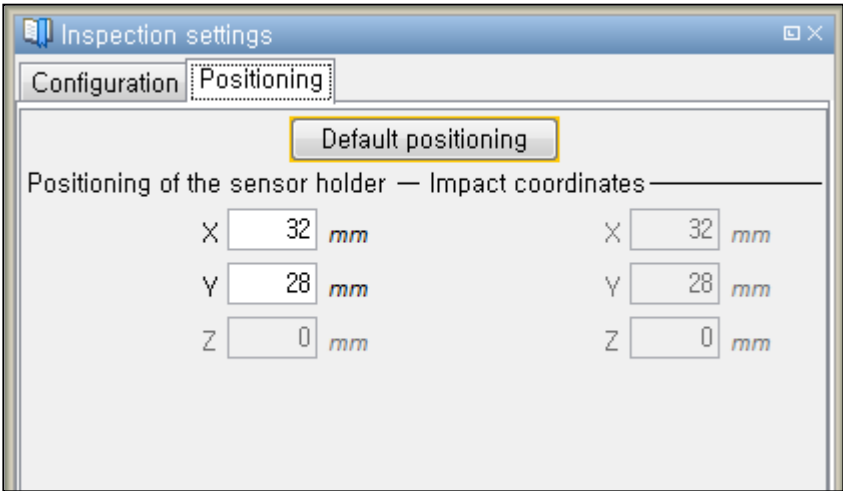 Inspection settings
Configuration Positioning
Default positioning
Positioning of the sensor holder — Impact coordinates
X 32 mm X 32 mm
Y 28 mm Y 28 mm
Z 0 mm Z 0 mm